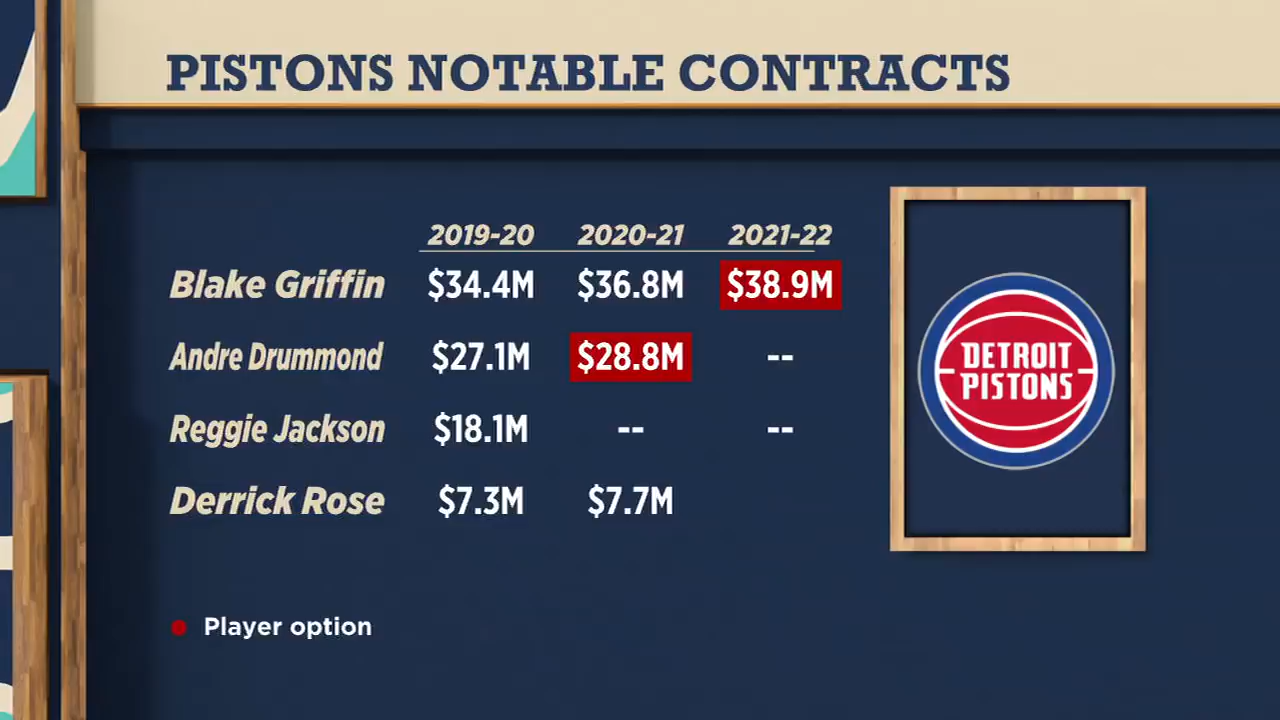 PISTONS NOTABLE CONTRACTS
2019-20 2020-21 2021-22
Blake Griffin $34.4M $36.8M $38.9M
Andre Drummond $27.1M $28.8M --
Reggie Jackson $18.1M -- --
Derrick Rose $7.3M $7.7M
DETROIT
PISTONS
Player option